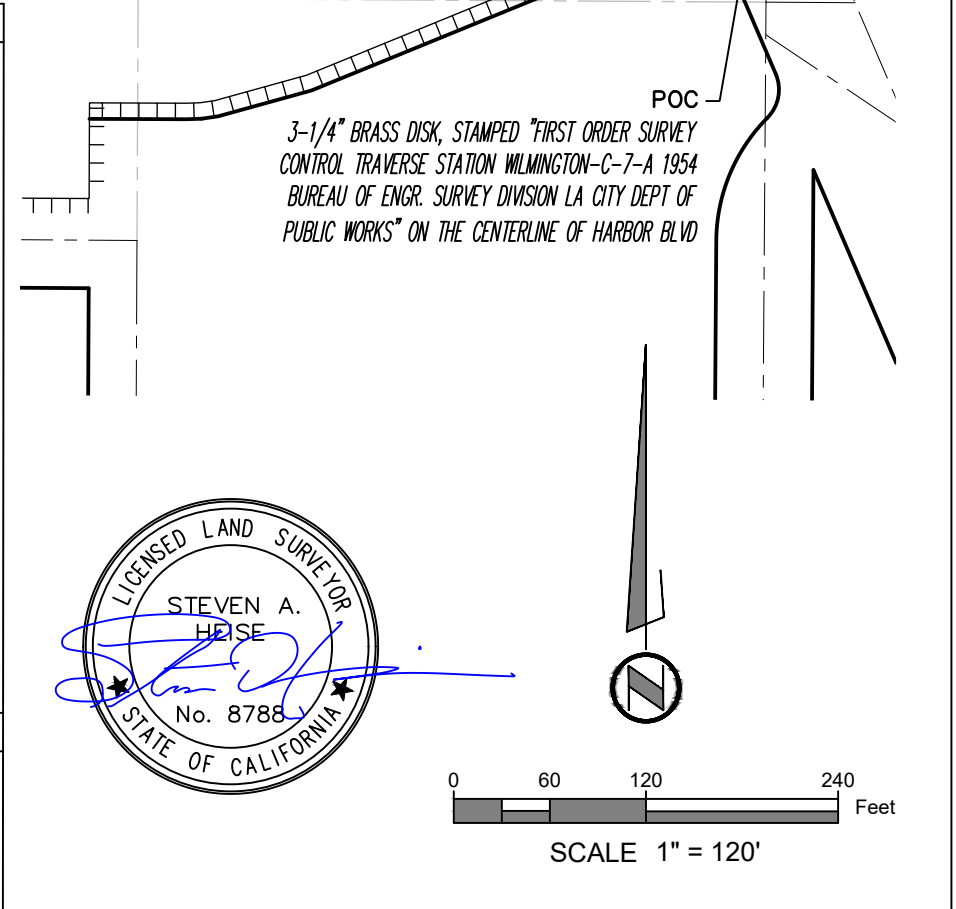 POC
3-1/4" BRASS DISK, STAMPED "FIRST ORDER SURVEY
CONTROL TRAVERSE STATION WILMINGTON-C-7-A 1954
BUREAU OF ENGR. SURVEY DIVISION LA CITY DEPT OF
PUBLIC WORKS" ON THE CENTERLINE OF HARBOR BLVD
LICENSED LAND SURVEYOR
STEVEN A.
HEISE
No. 8788
STATE OF CALIFORNIA
N
0 60 120 240
Feet
SCALE 1" = 120'